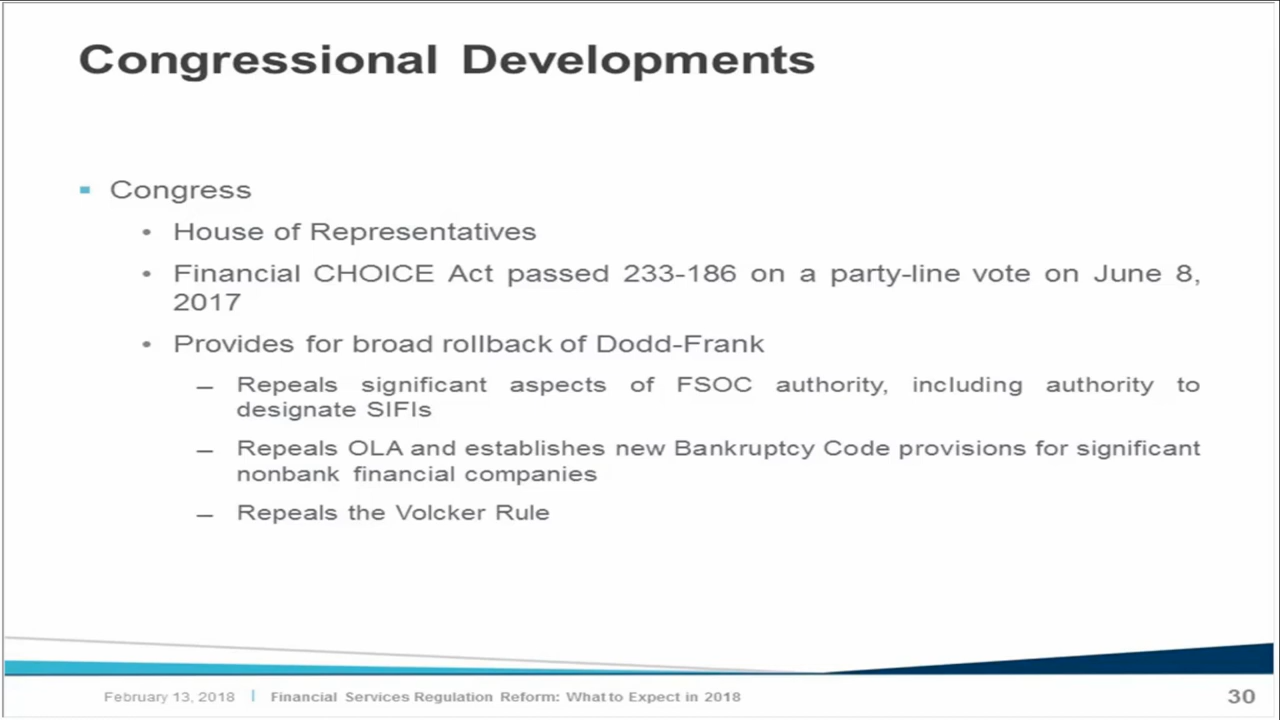 Congressional Developments
▪ Congress
• House of Representatives
• Financial CHOICE Act passed 233-186 on a party-line vote on June 8,
2017
• Provides for broad rollback of Dodd-Frank
– Repeals significant aspects of FSOC authority, including authority to
designate SIFIs
– Repeals OLA and establishes new Bankruptcy Code provisions for significant
nonbank financial companies
– Repeals the Volcker Rule
February 13, 2018 | Financial Services Regulation Reform: What to Expect in 2018 30